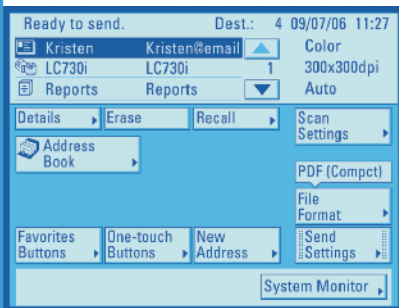 Ready to send. Dest.: 4 09/07/06 11:27
Kristen Kristen@email Color
LC730i LC730i 1 300x300dpi
Reports Reports Auto
Details Erase Recall Scan Settings
Address Book
PDF (Compct)
File Format
Favorites Buttons One-touch Buttons New Address Send Settings
System Monitor